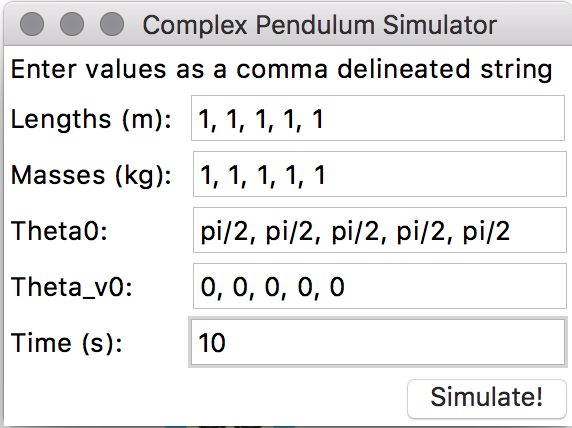 Complex Pendulum Simulator
Enter values as a comma delineated string
Lengths (m): 1, 1, 1, 1, 1
Masses (kg): 1, 1, 1, 1, 1
Theta0: pi/2, pi/2, pi/2, pi/2, pi/2
Theta_v0: 0, 0, 0, 0, 0
Time (s): 10
Simulate!